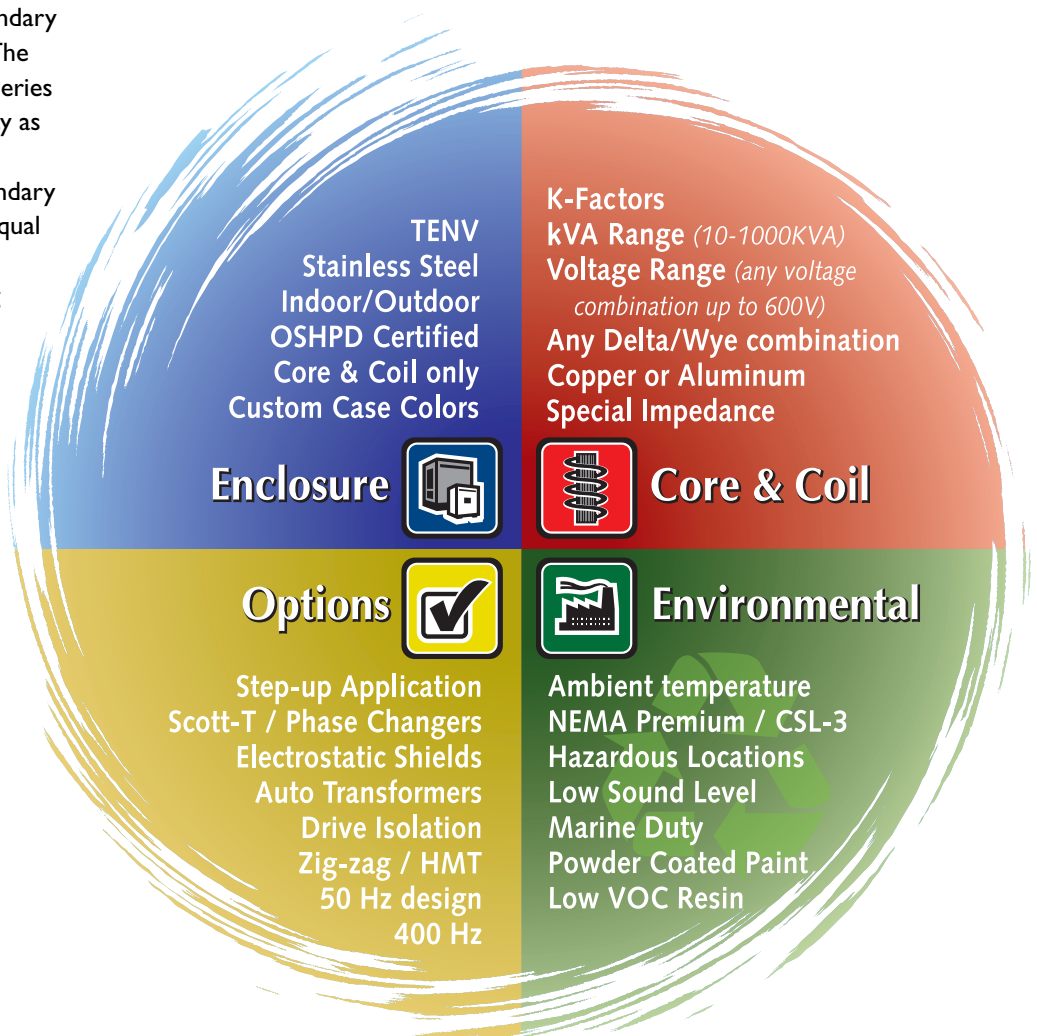 ndary
The
eries
y as
ndary
qual
TENV
Stainless Steel
Indoor/Outdoor
OSHPD Certified
Core & Coil only
Custom Case Colors
Enclosure
K-Factors
kVA Range (10-1000KVA)
Voltage Range (any voltage
combination up to 600V)
Any Delta/Wye combination
Copper or Aluminum
Special Impedance
Core & Coil
Options
Step-up Application
Scott-T / Phase Changers
Electrostatic Shields
Auto Transformers
Drive Isolation
Zig-zag / HMT
50 Hz design
400 Hz
Environmental
Ambient temperature
NEMA Premium / CSL-3
Hazardous Locations
Low Sound Level
Marine Duty
Powder Coated Paint
Low VOC Resin